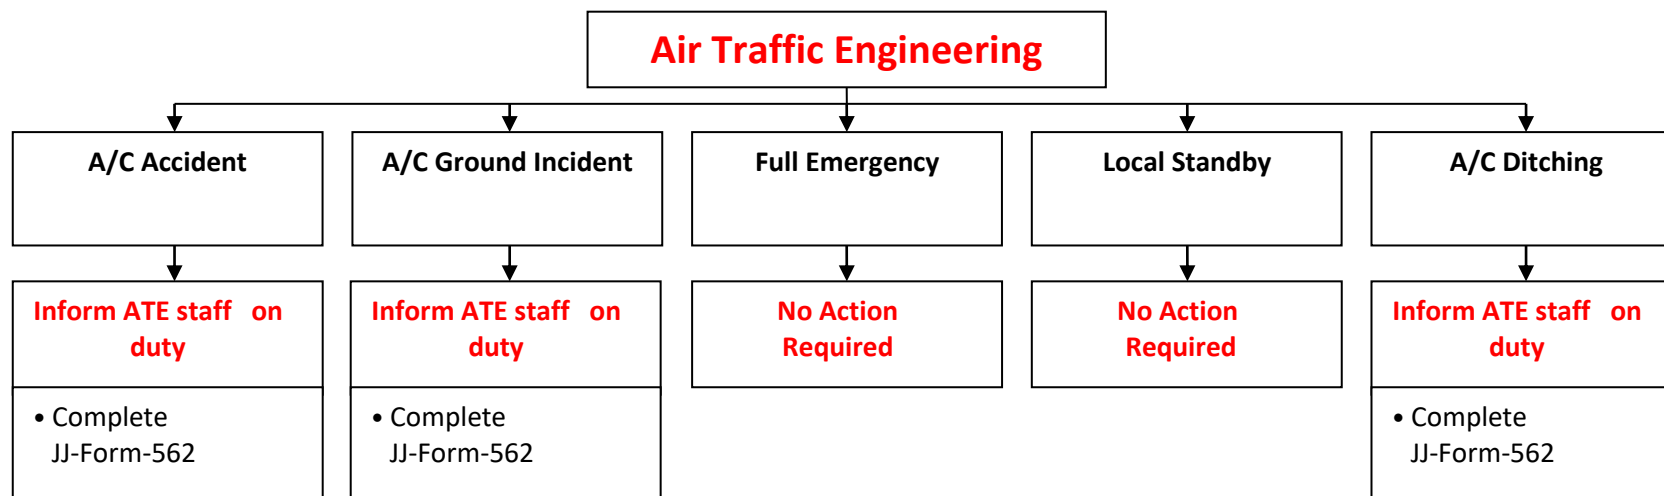 Air Traffic Engineering
A/C Accident
A/C Ground Incident
Full Emergency
Local Standby
A/C Ditching
Inform ATE staff on
duty
Inform ATE staff on
duty
No Action
Required
No Action
Required
Inform ATE staff on
duty
• Complete
JJ-Form-562
• Complete
JJ-Form-562
• Complete
JJ-Form-562